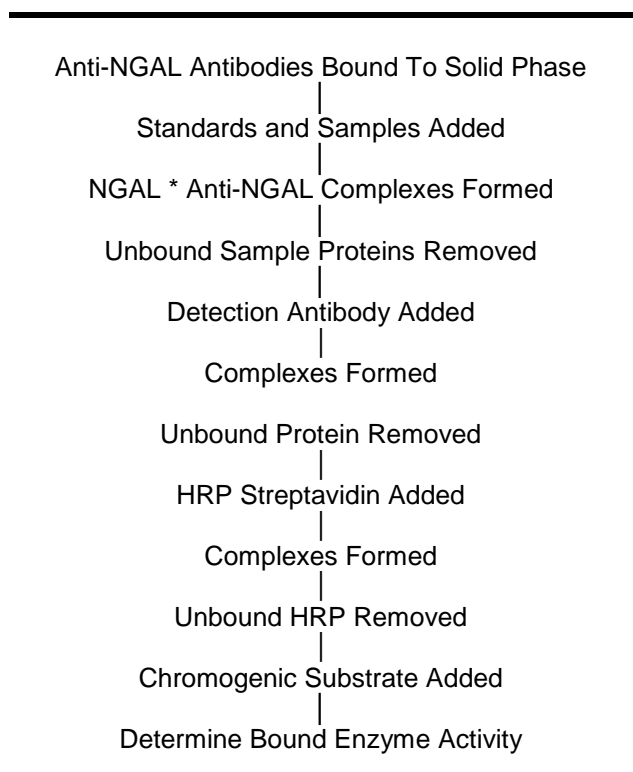 Anti-NGAL Antibodies Bound To Solid Phase
Standards and Samples Added
NGAL * Anti-NGAL Complexes Formed
Unbound Sample Proteins Removed
Detection Antibody Added
Complexes Formed
Unbound Protein Removed
HRP Streptavidin Added
Complexes Formed
Unbound HRP Removed
Chromogenic Substrate Added
Determine Bound Enzyme Activity